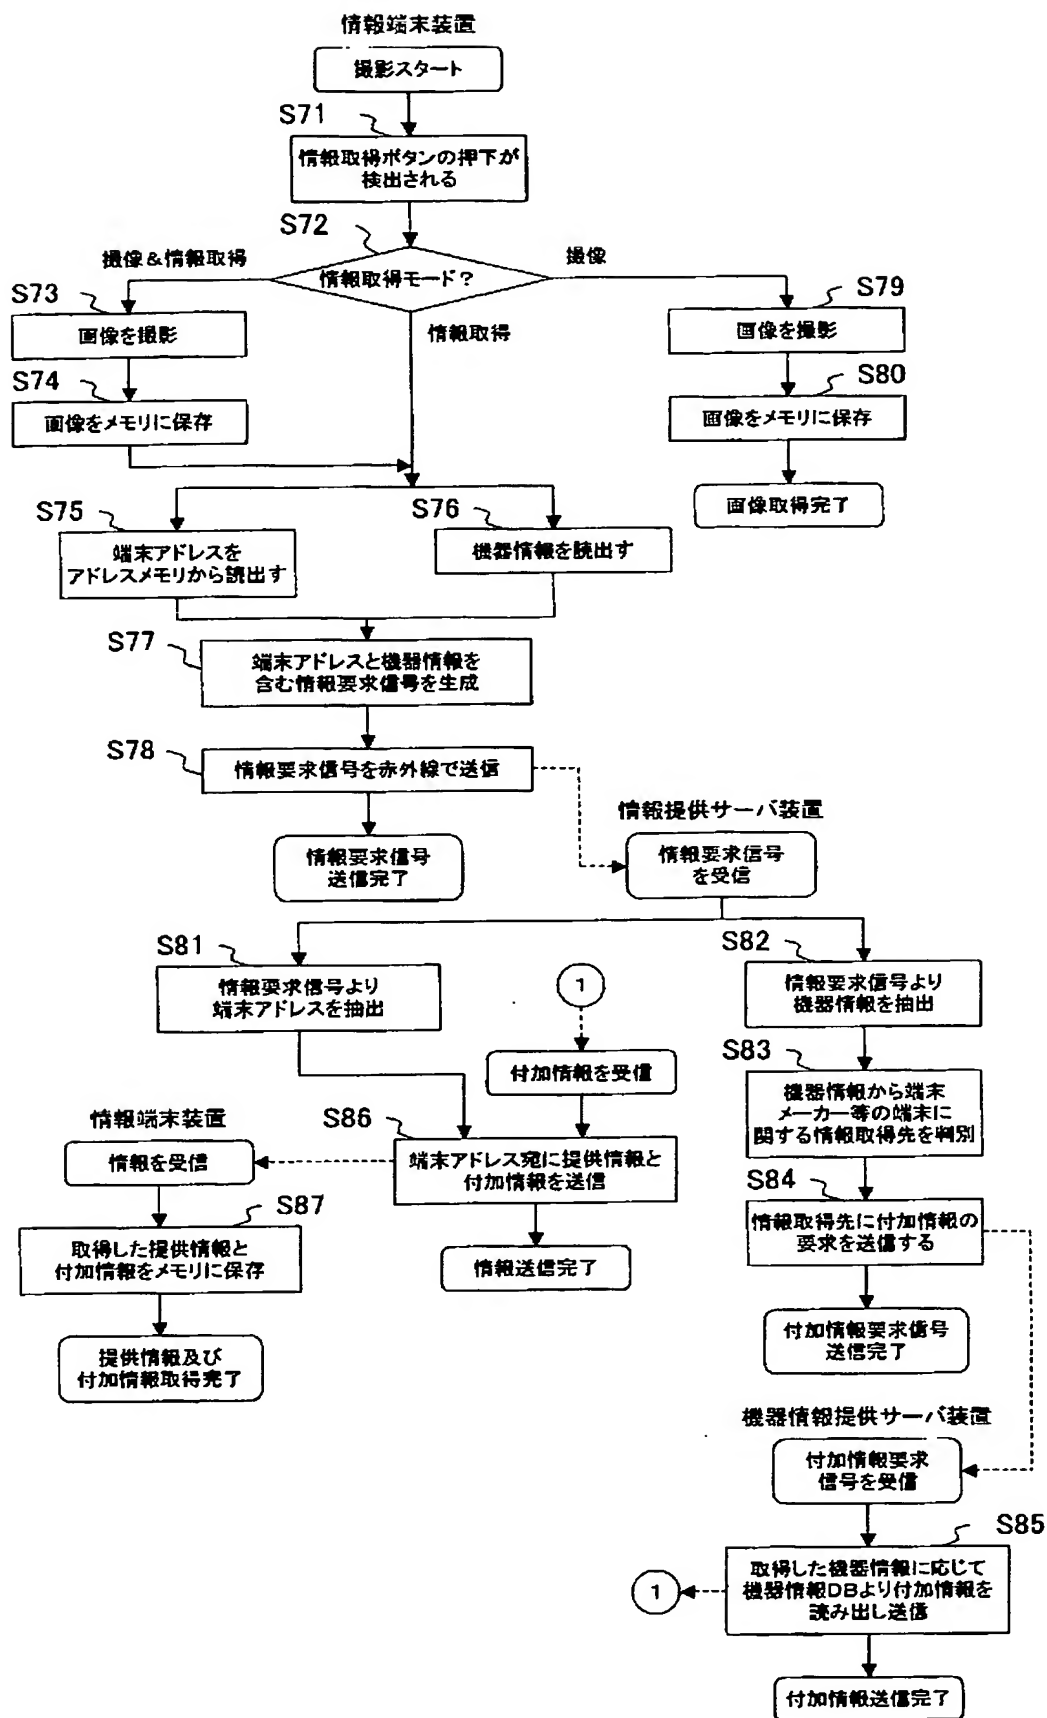 情報端末装置
撮影スタート
S71
情報取得ボタンの押下が
検出される
S72
情報取得モード？
撮像＆情報取得
撮像
情報取得
S73
画像を撮影
S74
画像をメモリに保存
S79
画像を撮影
S80
画像をメモリに保存
画像取得完了
S75
端末アドレスを
アドレスメモリから読出す
S76
機器情報を読出す
S77
端末アドレスと機器情報を
含む情報要求信号を生成
S78
情報要求信号を赤外線で送信
情報要求信号
送信完了
情報提供サーバ装置
情報要求信号
を受信
S81
情報要求信号より
端末アドレスを抽出
1
付加情報を受信
S82
情報要求信号より
機器情報を抽出
S83
機器情報から端末
メーカー等の端末に
関する情報取得先を判別
S84
情報取得先に付加情報の
要求を送信する
付加情報要求信号
送信完了
S86
端末アドレス宛に提供情報と
付加情報を送信
情報送信完了
情報端末装置
情報を受信
S87
取得した提供情報と
付加情報をメモリに保存
提供情報及び
付加情報取得完了
機器情報提供サーバ装置
付加情報要求
信号を受信
S85
取得した機器情報に応じて
機器情報DBより付加情報を
読み出し送信
1
付加情報送信完了